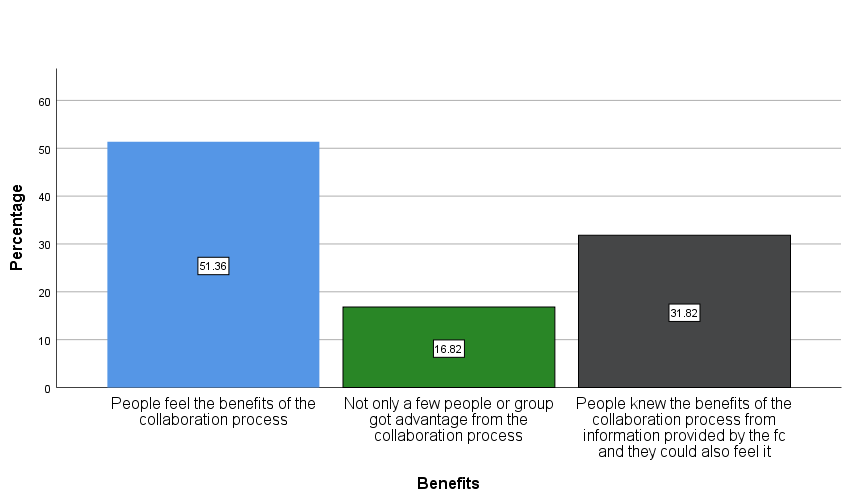 Percentage
60
50
40
30
20
10
0
51.36
16.82
31.82
People feel the benefits of the
collaboration process
Not only a few people or group
got advantage from the
collaboration process
People knew the benefits of the
collaboration process from
information provided by the fc
and they could also feel it
Benefits